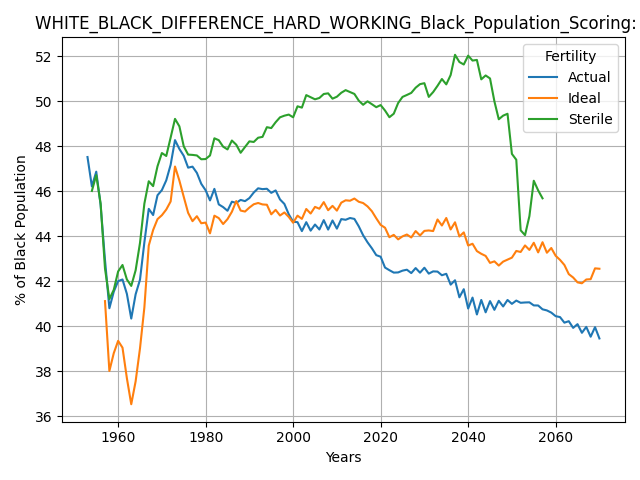 WHITE_BLACK_DIFFERENCE_HARD_WORKING_Black_Population_Scoring:
Fertility
Actual
Ideal
Sterile
% of Black Population
52
50
48
46
44
42
40
38
36
1960
1980
2000
2020
2040
2060
Years